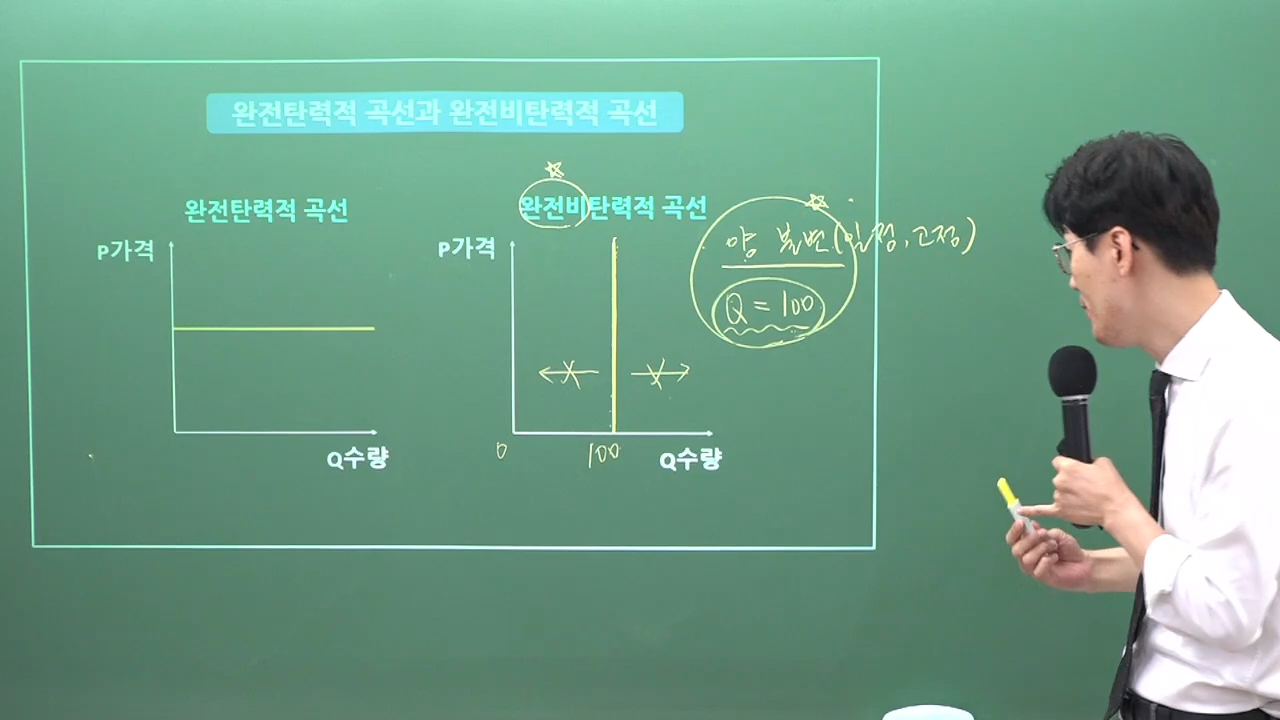 완전탄력적 곡선과 완전비탄력적 곡선
완전탄력적 곡선
P가격
Q수량
완전비탄력적 곡선
P가격
0
100
Q수량
양 불변(일정, 고정)
Q = 100